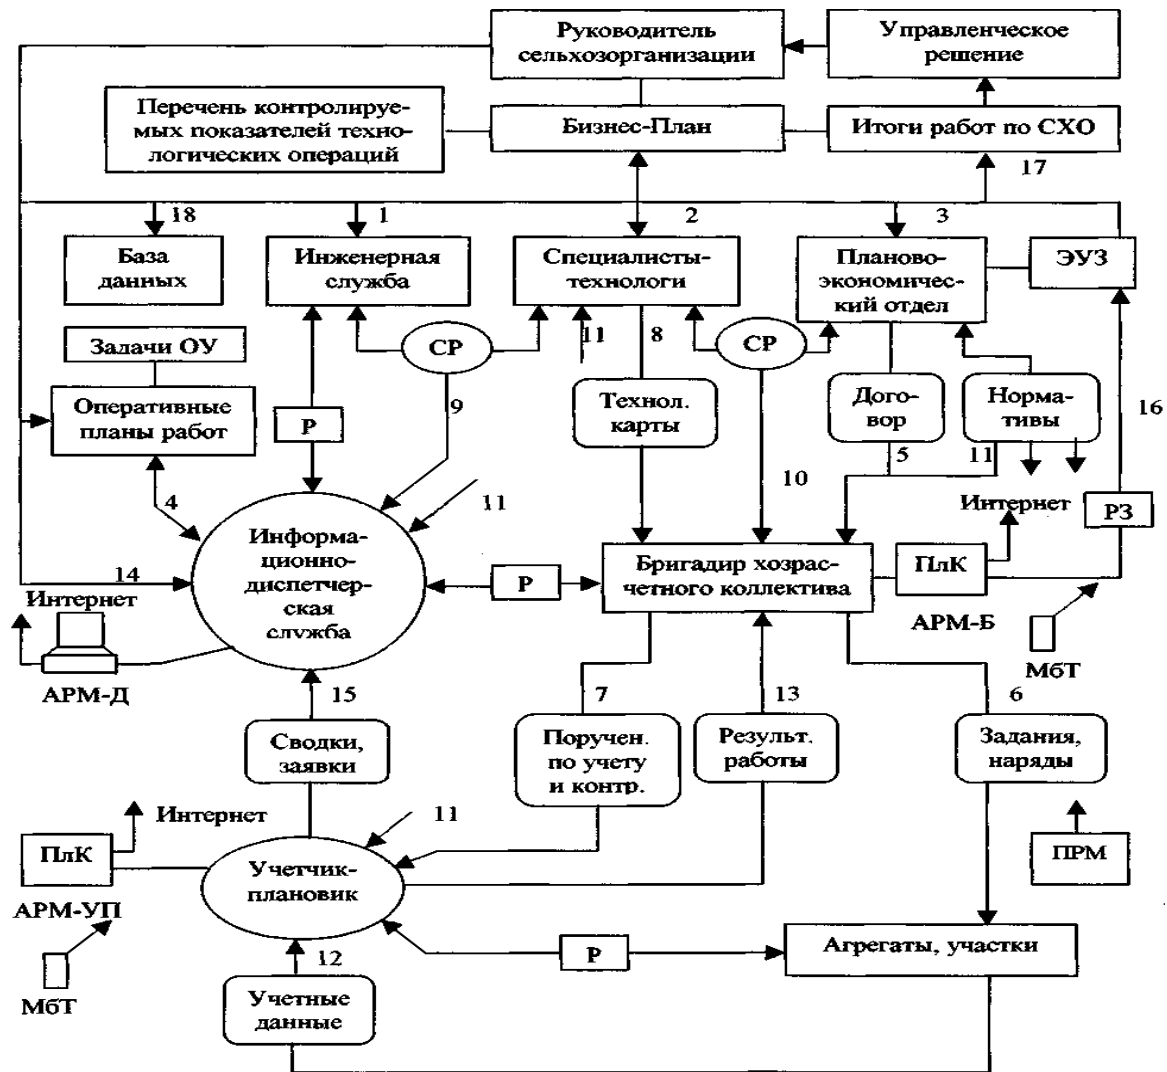 Руководитель
сельхозорганизации
Управленческое
решение
Перечень контролируе-
мых показателей техно-
логических операций
Бизнес-План
Итоги работ по СХО
17
18
1
2
3
База
данных
Инженерная
служба
Специалисты-
технологи
Планово-
экономичес-
кий отдел
ЭУЗ
Задачи ОУ
СР
11
8
СР
Оперативные
планы работ
Р
9
Технол.
карты
Дого-
вор
Норма-
тивы
16
4
11
10
5
11
Интернет
РЗ
Информа-
ционно-
диспетчер-
ская
служба
14
Интернет
Р
Бригадир хозрас-
четного коллектива
ПлК
АРМ-Б
МбТ
АРМ-Д
15
7
13
6
Сводки,
заявки
Поручен.
по учету
и контр.
Результ.
работы
Задания,
наряды
Интернет
11
ПлК
ПРМ
АРМ-УП
Учетчик-
плановик
МбТ
12
Р
Агрегаты, участки
Учетные
данные